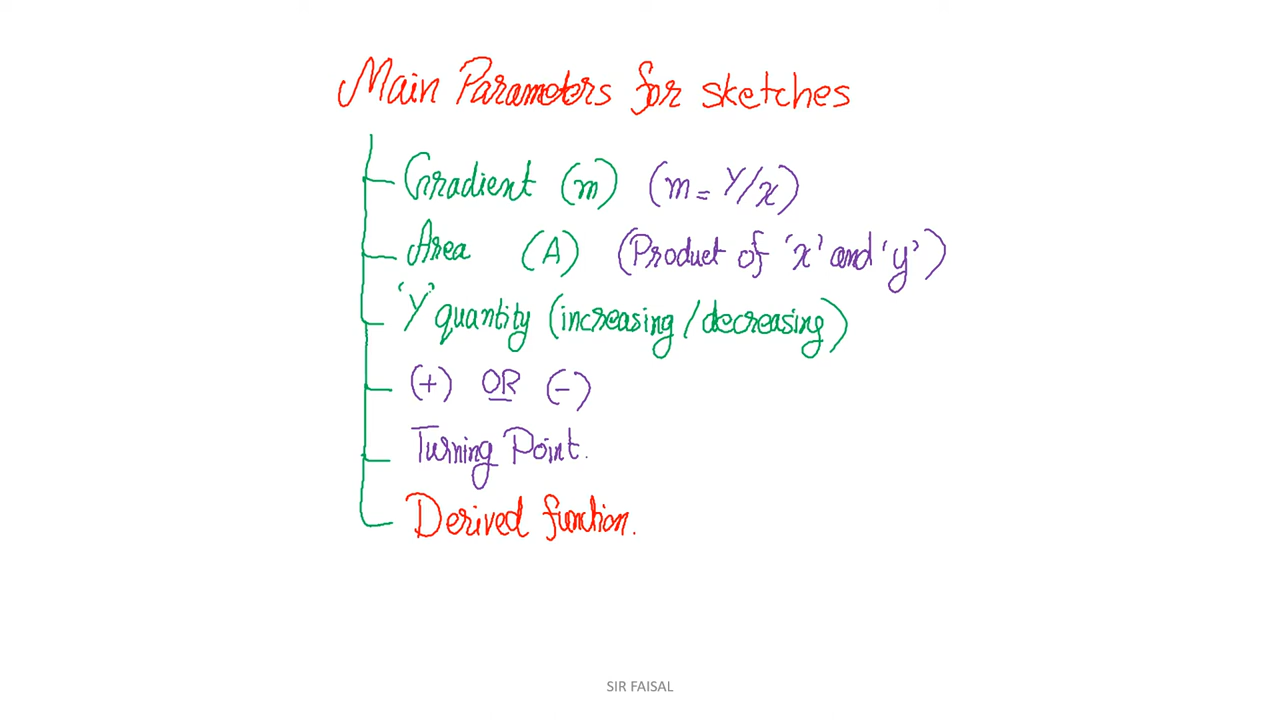 Main Parameters for sketches
Gradient (m) (m = Y/x)
Area (A) (Product of 'x' and 'y')
'Y' quantity (increasing/decreasing)
(+) OR (-)
Turning Point.
Derived function.
SIR FAISAL